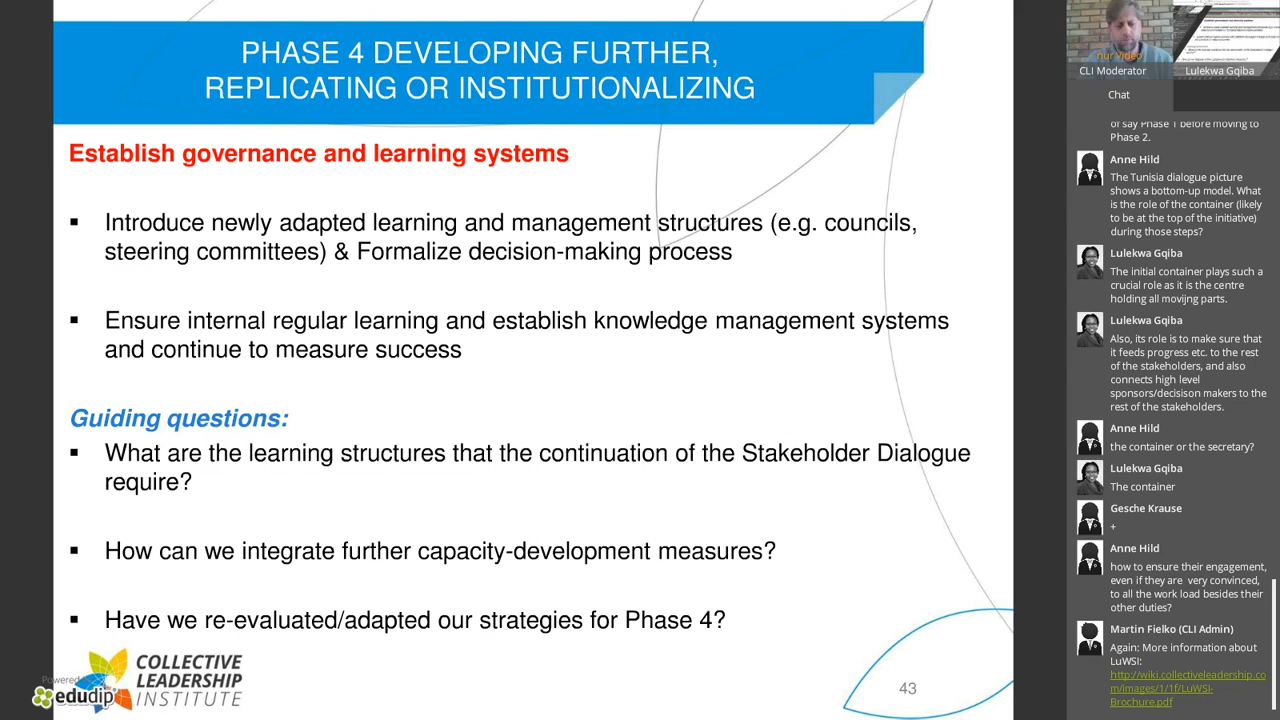 PHASE 4 DEVELOPING FURTHER,
REPLICATING OR INSTITUTIONALIZING
Establish governance and learning systems
▪ Introduce newly adapted learning and management structures (e.g. councils,
steering committees) & Formalize decision-making process
▪ Ensure internal regular learning and establish knowledge management systems
and continue to measure success
Guiding questions:
▪ What are the learning structures that the continuation of the Stakeholder Dialogue
require?
▪ How can we integrate further capacity-development measures?
▪ Have we re-evaluated/adapted our strategies for Phase 4?
Powered
edudip
COLLECTIVE
LEADERSHIP
INSTITUTE
43
CLI Moderator
Lulekwa Gqiba
Chat
of say Phase 1 before moving to
Phase 2.
Anne Hild
The Tunisia dialogue picture
shows a bottom-up model. What
is the role of the container (likely
to be at the top of the initiative)
during those steps?
Lulekwa Gqiba
The initial container plays such a
crucial role as it is the centre
holding all movijng parts.
Lulekwa Gqiba
Also, its role is to make sure that
it feeds progress etc. to the rest
of the stakeholders, and also
connects high level
sponsors/decisison makers to the
rest of the stakeholders.
Anne Hild
the container or the secretary?
Lulekwa Gqiba
The container
Gesche Krause
+
Anne Hild
how to ensure their engagement,
even if they are very convinced,
to all the work load besides their
other duties?
Martin Fielko (CLI Admin)
Again: More information about
LuWSI:
http://wiki.collectiveleadership.co
m/images/1/1f/LuWSI-
Brochure.pdf